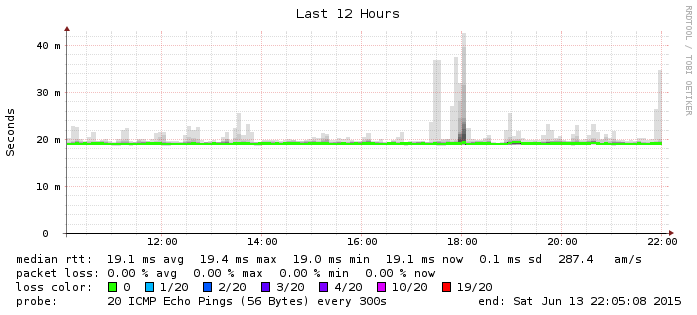 Last 12 Hours
RRDTOOL / TOBI OETIKER
Seconds
40 m
30 m
20 m
10 m
0
12:00 14:00 16:00 18:00 20:00 22:00
median rtt: 19.1 ms avg 19.4 ms max 19.0 ms min 19.1 ms now 0.1 ms sd 287.4 am/s
packet loss: 0.00 % avg 0.00 % max 0.00 % min 0.00 % now
loss color: 0 1/20 2/20 3/20 4/20 10/20 19/20
probe: 20 ICMP Echo Pings (56 Bytes) every 300s end: Sat Jun 13 22:05:08 2015